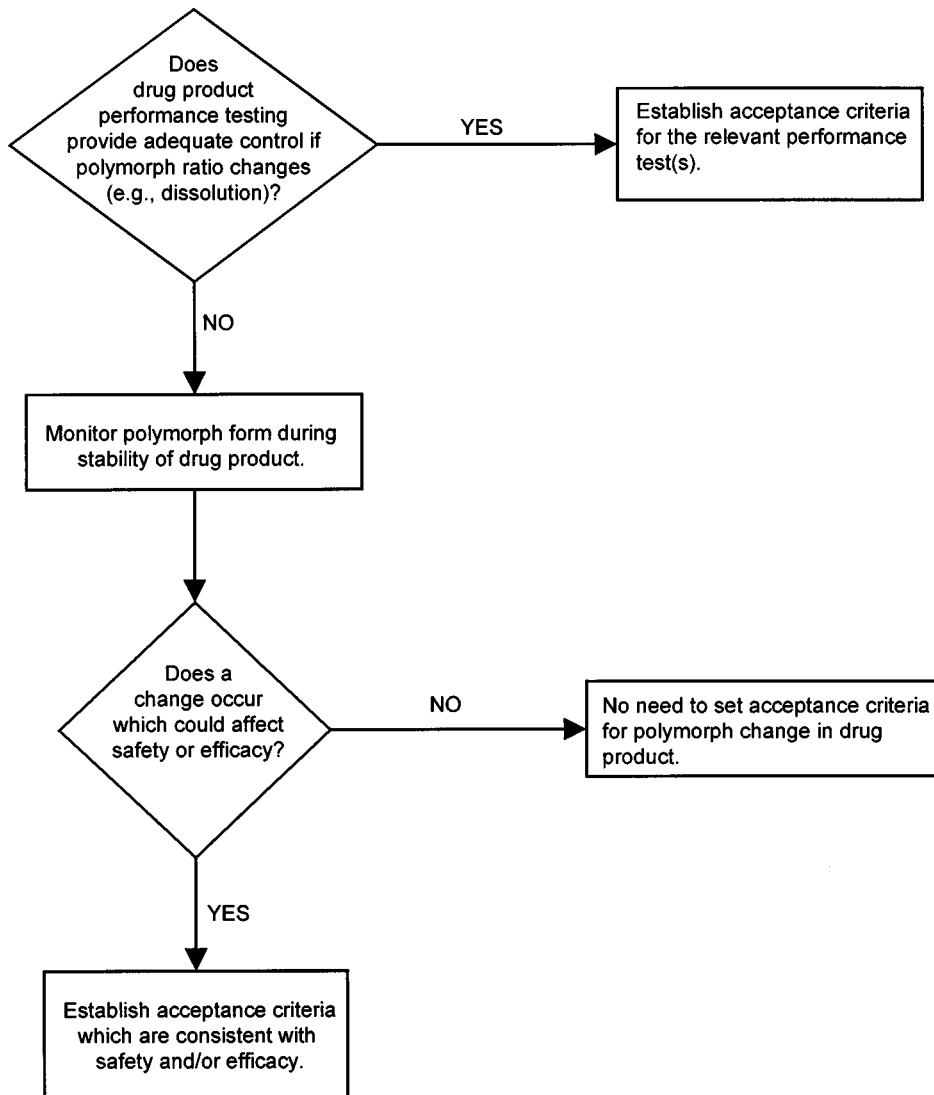 Does
drug product
performance testing
provide adequate control if
polymorph ratio changes
(e.g., dissolution)?
YES
Establish acceptance criteria
for the relevant performance
test(s).
NO
Monitor polymorph form during
stability of drug product.
Does a
change occur
which could affect
safety or efficacy?
NO
No need to set acceptance criteria
for polymorph change in drug
product.
YES
Establish acceptance criteria
which are consistent with
safety and/or efficacy.